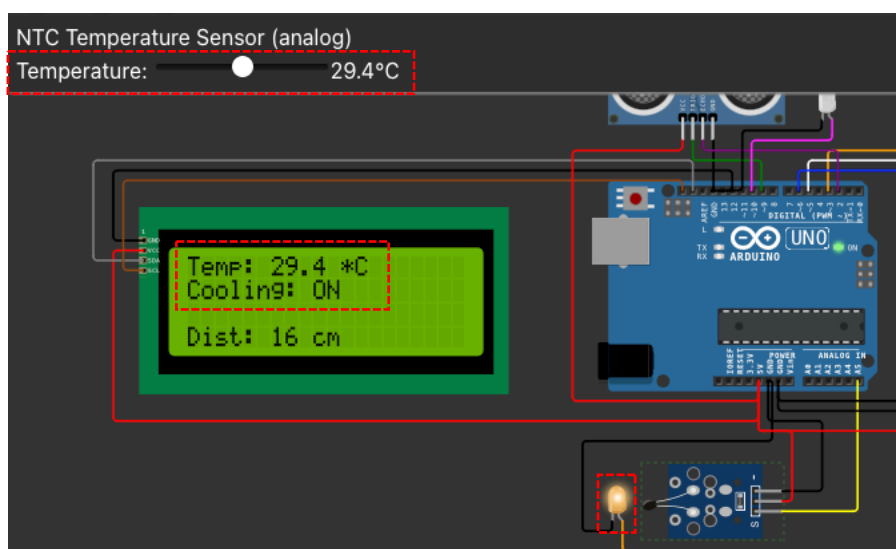 NTC Temperature Sensor (analog)
Temperature: 29.4°C
VCC TRIG ECHO GND
1
GND
VCC
SDA
SCL
Temp: 29.4 *C
Cooling: ON
Dist: 16 cm
AREF GND 13 12 ~11 ~10 ~9 8 7 ~6 ~5 4 ~3 2 TX→1 RX←0
DIGITAL (PWM ~)
L
TX
RX
UNO
ARDUINO
ON
IOREF RESET 3.3V 5V GND GND Vin
POWER
ANALOG IN
A0 A1 A2 A3 A4 A5
-
S